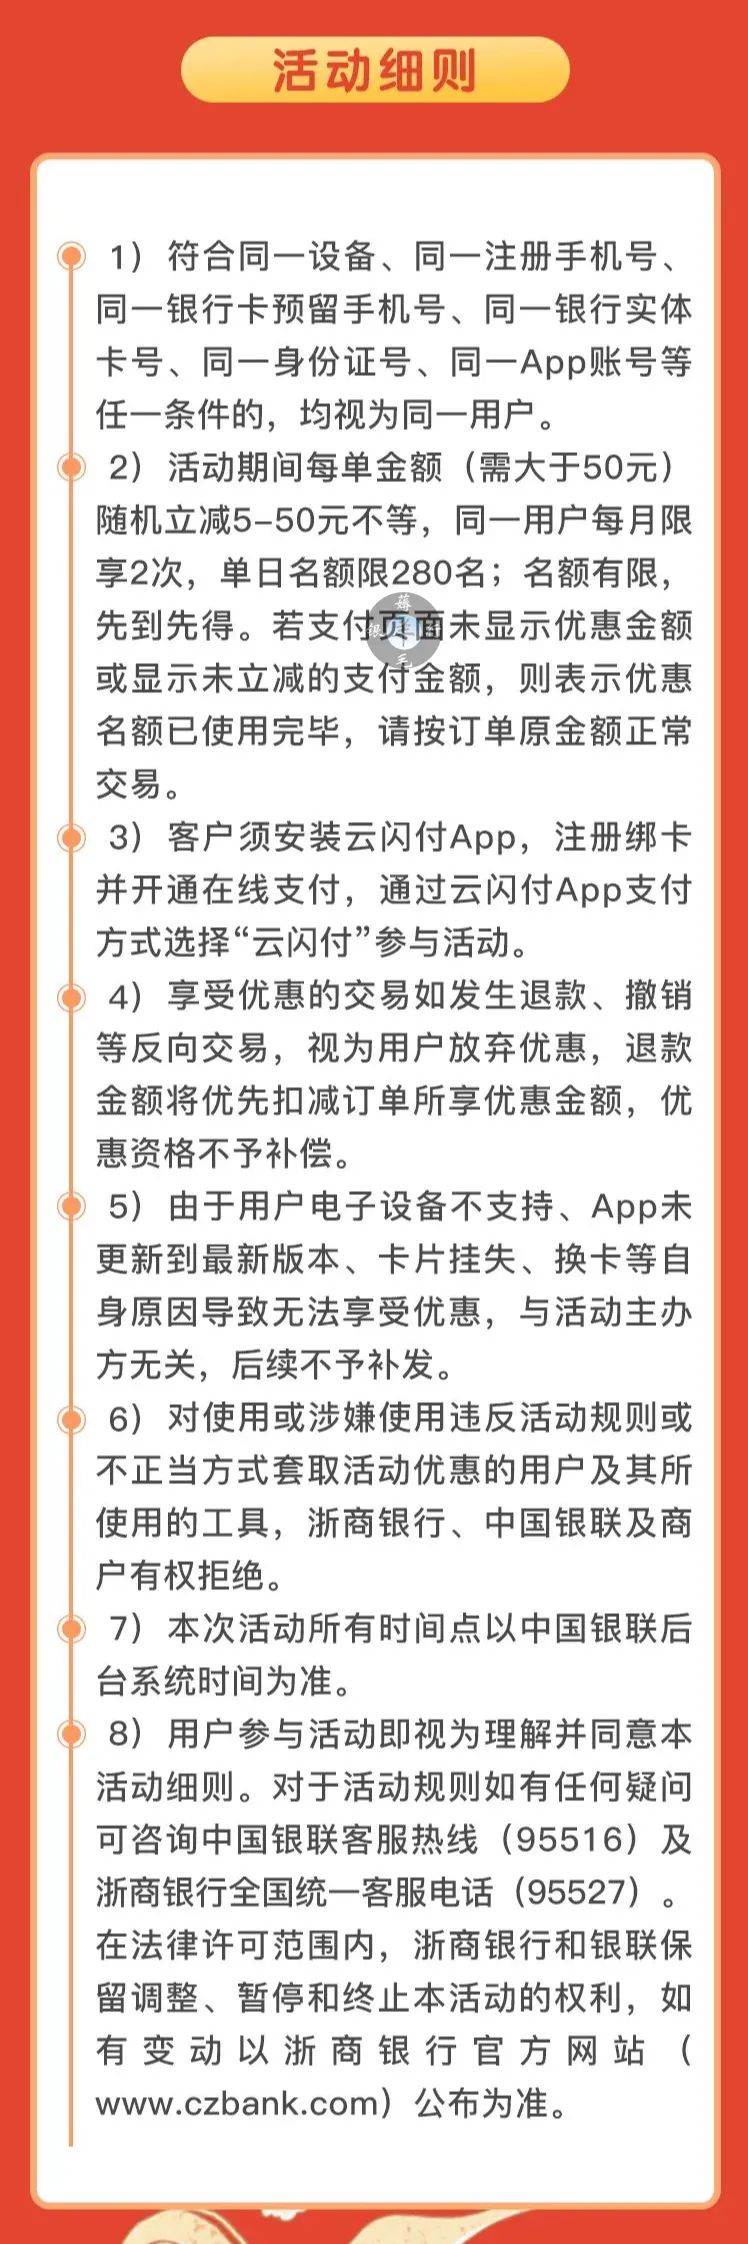 活动细则
1）符合同一设备、同一注册手机号、
同一银行卡预留手机号、同一银行实体
卡号、同一身份证号、同一App账号等
任一条件的，均视为同一用户。
2）活动期间每单金额（需大于50元）
随机立减5-50元不等，同一用户每月限
享2次，单日名额限280名；名额有限，
先到先得。若支付页面未显示优惠金额
或显示未立减的支付金额，则表示优惠
名额已使用完毕，请按订单原金额正常
交易。
3）客户须安装云闪付App，注册绑卡
并开通在线支付，通过云闪付App支付
方式选择“云闪付”参与活动。
4）享受优惠的交易如发生退款、撤销
等反向交易，视为用户放弃优惠，退款
金额将优先扣减订单所享优惠金额，优
惠资格不予补偿。
5）由于用户电子设备不支持、App未
更新到最新版本、卡片挂失、换卡等自
身原因导致无法享受优惠，与活动主办
方无关，后续不予补发。
6）对使用或涉嫌使用违反活动规则或
不正当方式套取活动优惠的用户及其所
使用的工具，浙商银行、中国银联及商
户有权拒绝。
7）本次活动所有时间点以中国银联后
台系统时间为准。
8）用户参与活动即视为理解并同意本
活动细则。对于活动规则如有任何疑问
可咨询中国银联客服热线（95516）及
浙商银行全国统一客服电话（95527）。
在法律许可范围内，浙商银行和银联保
留调整、暂停和终止本活动的权利，如
有变动以浙商银行官方网站（
www.czbank.com）公布为准。